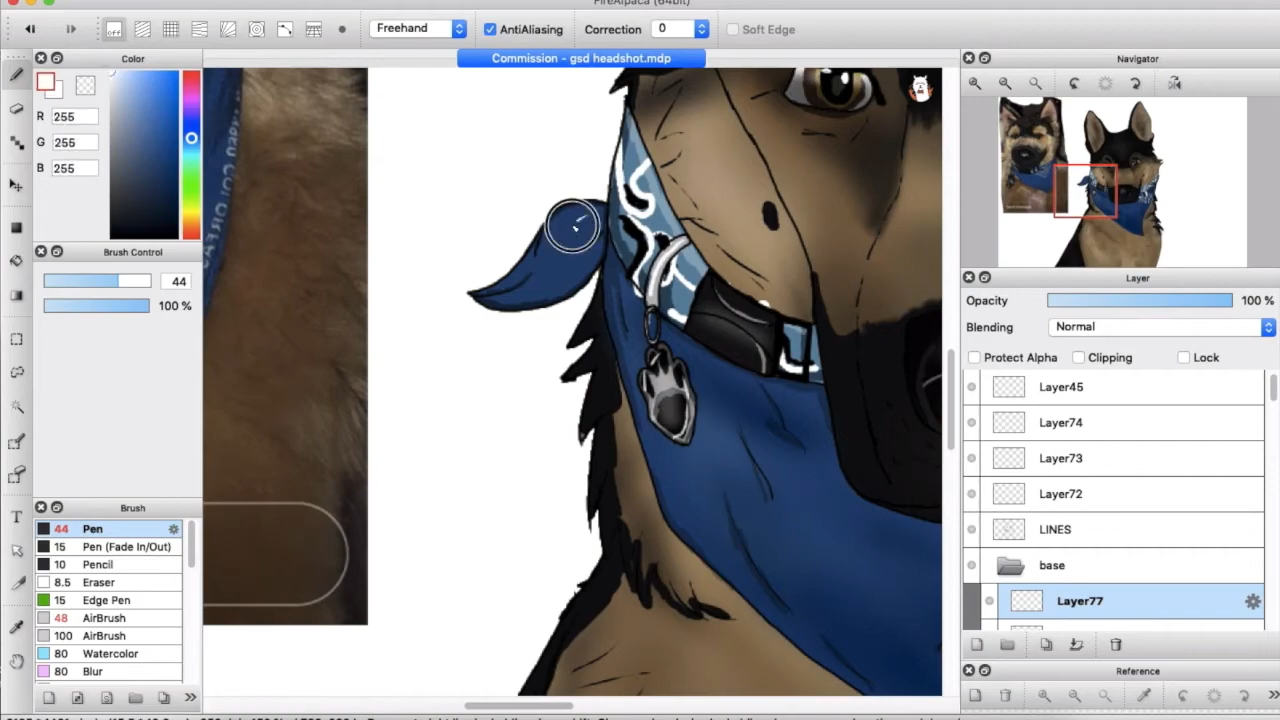 FireAlpaca (64bit)
off
Freehand
AntiAliasing
Correction
0
Soft Edge
Color
Commission - gsd headshot.mdp
Navigator
R 255
G 255
B 255
Brush Control
44
100 %
Layer
Opacity 100 %
Blending Normal
Protect Alpha Clipping Lock
Layer45
Layer74
Layer73
Layer72
LINES
base
Layer77
Brush
44 Pen
15 Pen (Fade In/Out)
10 Pencil
8.5 Eraser
15 Edge Pen
48 AirBrush
100 AirBrush
80 Watercolor
80 Blur
Reference